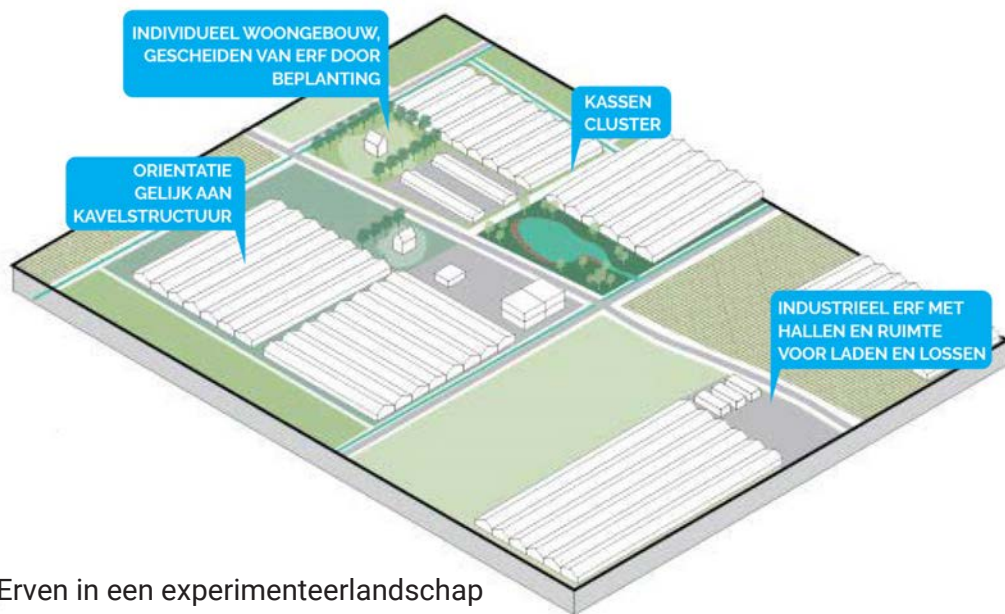 INDIVIDUEEL WOONGEBOUW,
GESCHEIDEN VAN ERF DOOR
BEPLANTING
KASSEN
CLUSTER
ORIENTATIE
GELIJK AAN
KAVELSTRUCTUUR
INDUSTRIEEL ERF MET
HALLEN EN RUIMTE
VOOR LADEN EN LOSSEN
Erven in een experimenteerlandschap